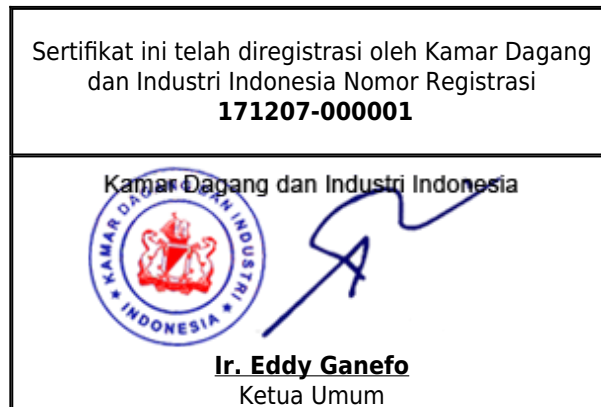 Sertifikat ini telah diregistrasi oleh Kamar Dagang
dan Industri Indonesia Nomor Registrasi
171207-000001
Kamar Dagang dan Industri Indonesia
KAMAR DAGANG DAN INDUSTRI
INDONESIA
Ir. Eddy Ganefo
Ketua Umum